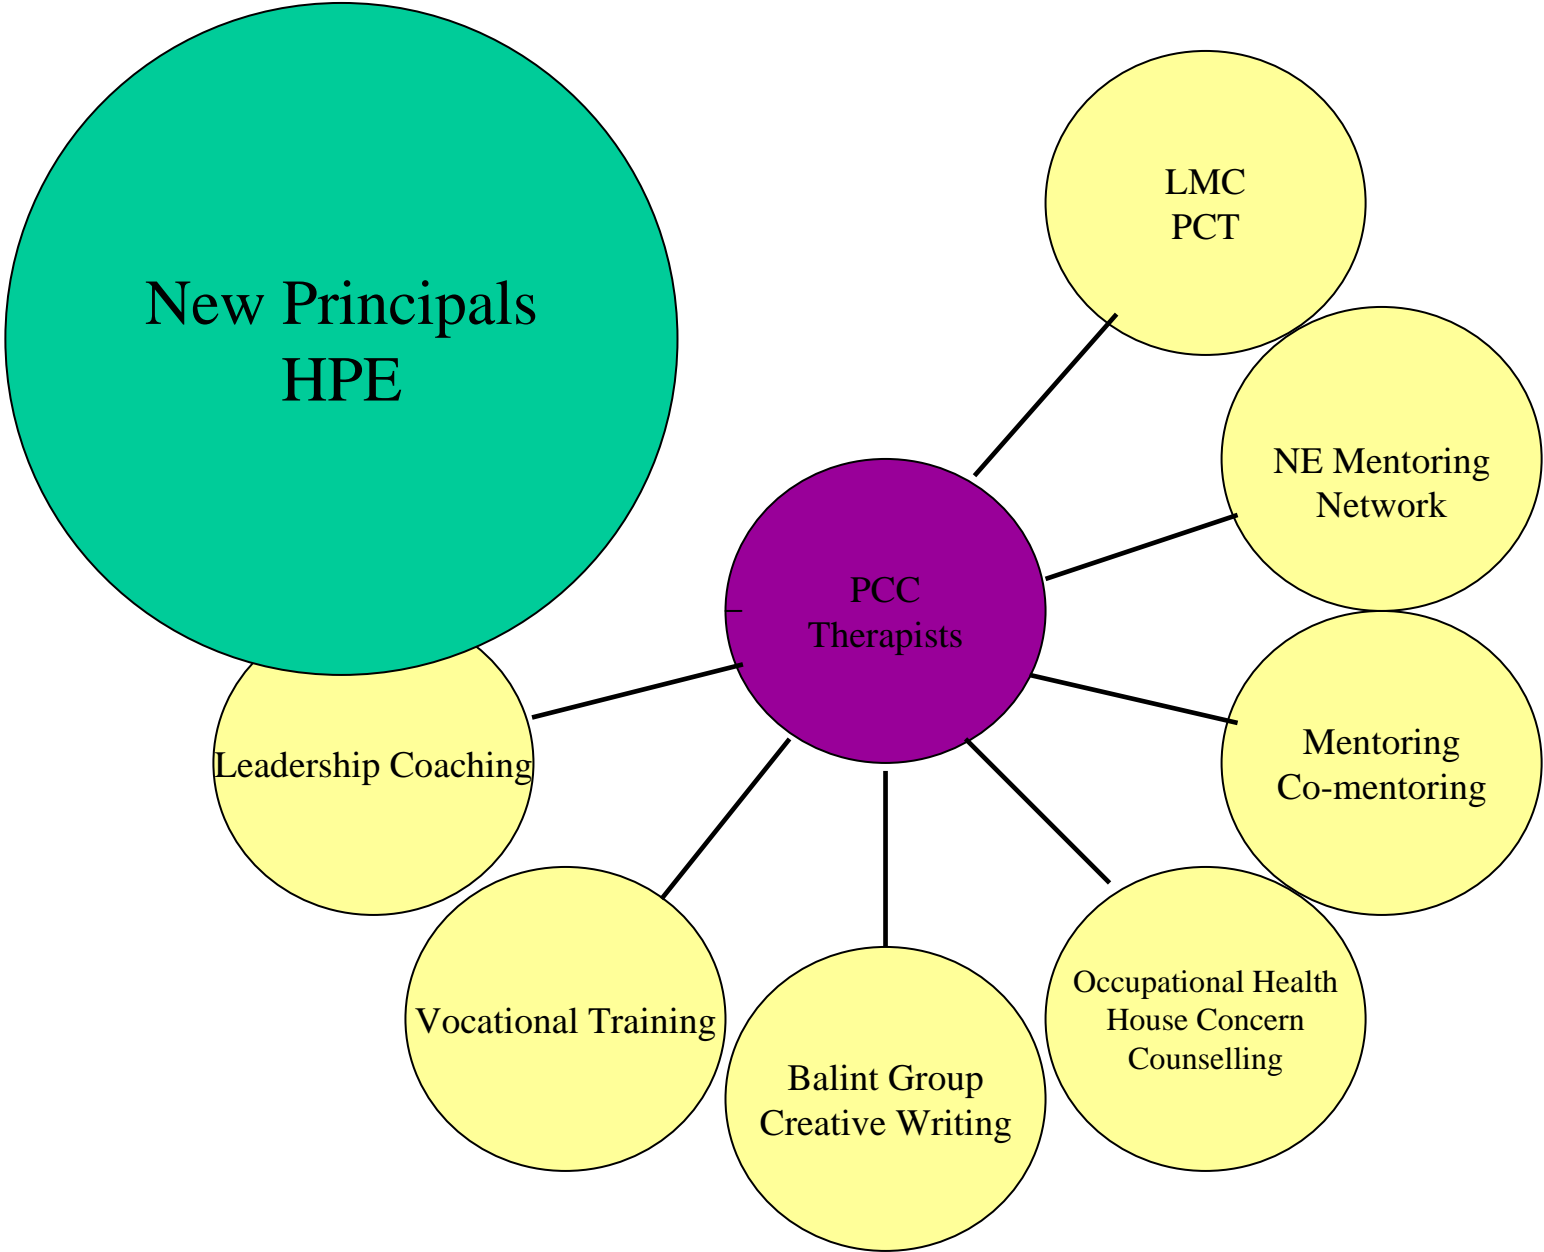 New Principals
HPE
LMC
PCT
NE Mentoring
Network
PCC
Therapists
Mentoring
Co-mentoring
Leadership Coaching
Vocational Training
Balint Group
Creative Writing
Occupational Health
House Concern
Counselling